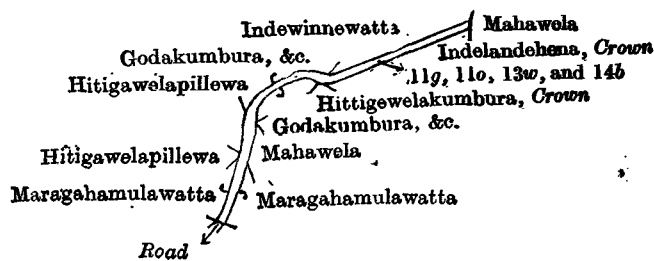 Indewinnewatta
Mahawela
Godakumbura, &c.
Indelandehena, Crown
11g, 11o, 13w, and 14b
Hitigawelapillewa
Hittigewelakumbura, Crown
Godakumbura, &c.
Hitigawelapillewa
Mahawela
Maragahamulawatta
Maragahamulawatta
Road